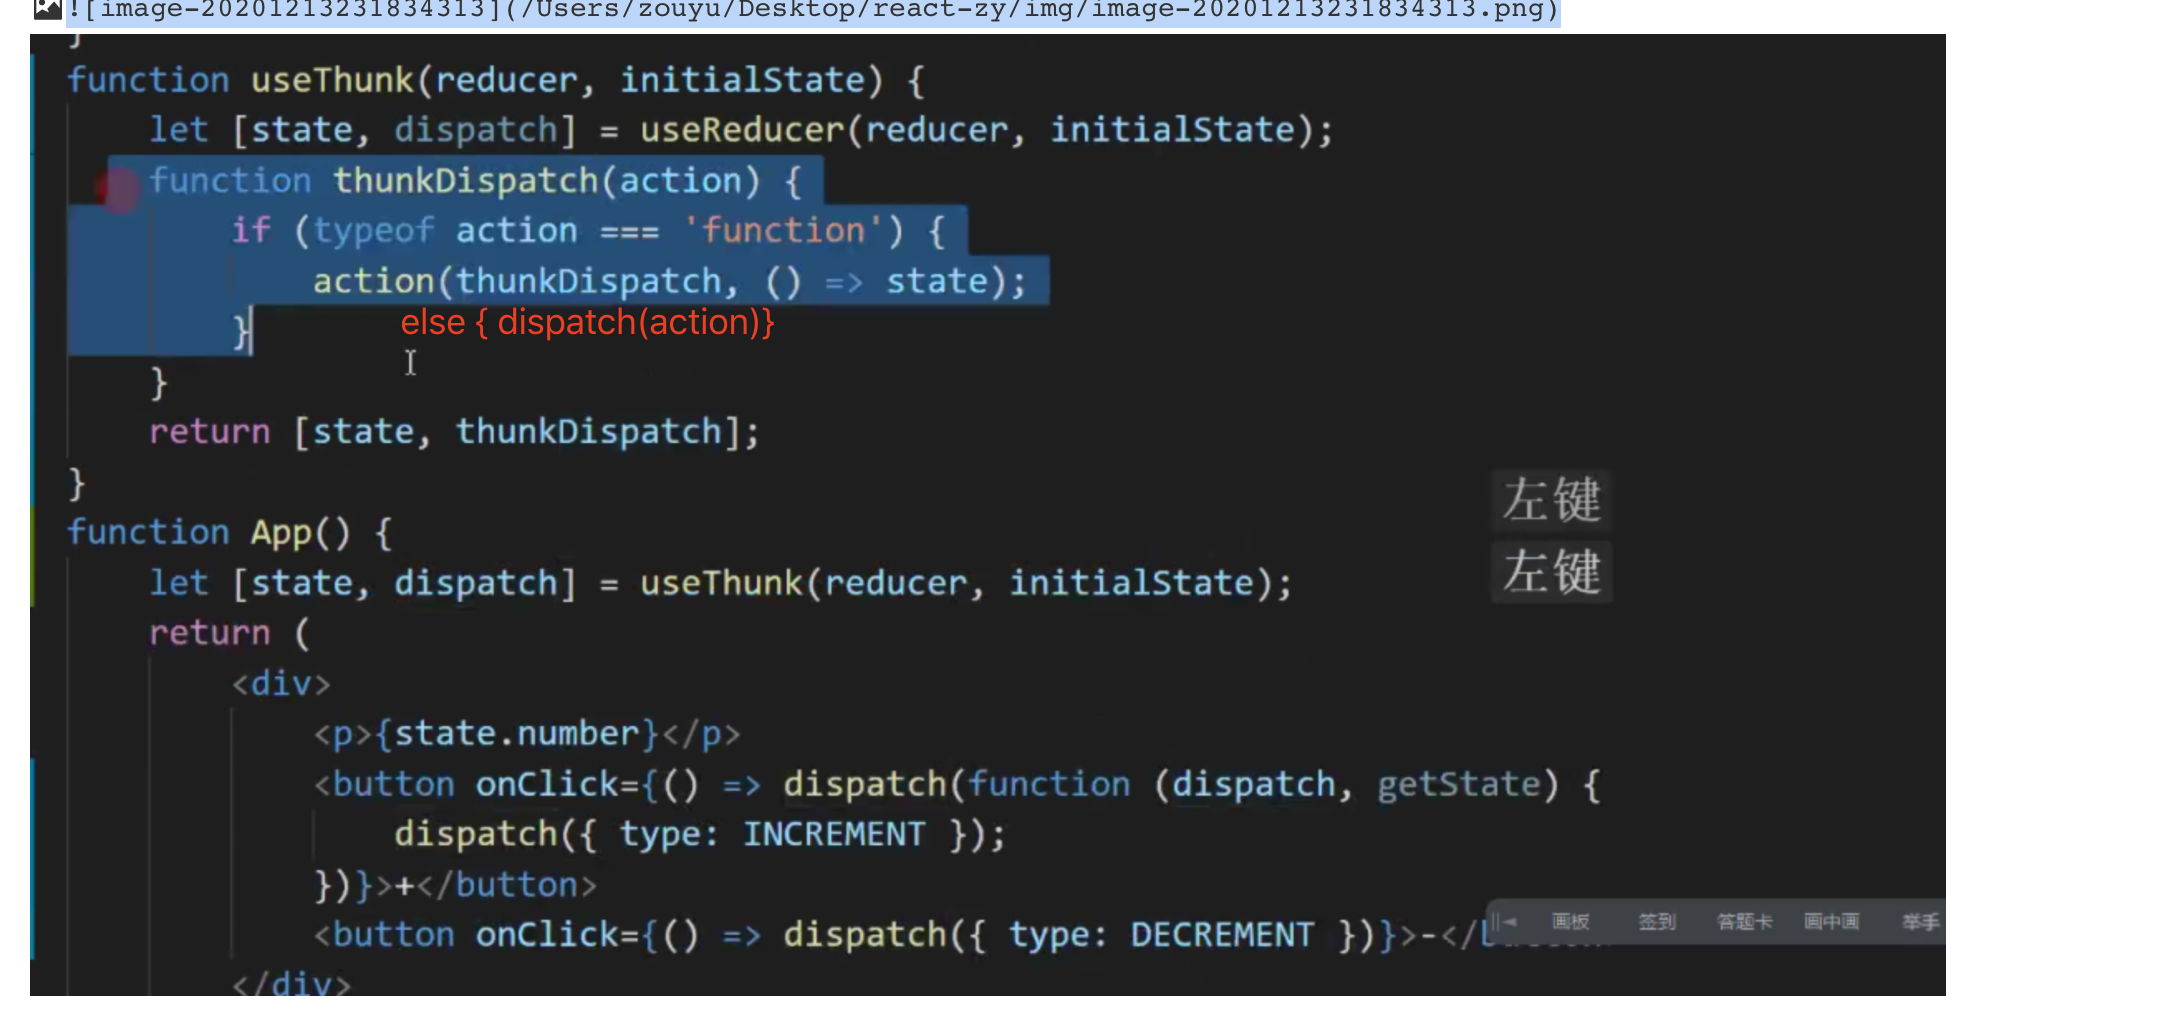 ![image-20201213231834313](/Users/zouyu/Desktop/react-zy/img/image-20201213231834313.png)
}
function useThunk(reducer, initialState) {
let [state, dispatch] = useReducer(reducer, initialState);
function thunkDispatch(action) {
if (typeof action === 'function') {
action(thunkDispatch, () => state);
}
else { dispatch(action)}
}
return [state, thunkDispatch];
}
左键
function App() {
左键
let [state, dispatch] = useThunk(reducer, initialState);
return (
<div>
<p>{state.number}</p>
<button onClick={() => dispatch(function (dispatch, getState) {
dispatch({ type: INCREMENT });
})}>+</button>
<button onClick={() => dispatch({ type: DECREMENT })}>-</
画板 签到 答题卡 画中画 举手
</div>